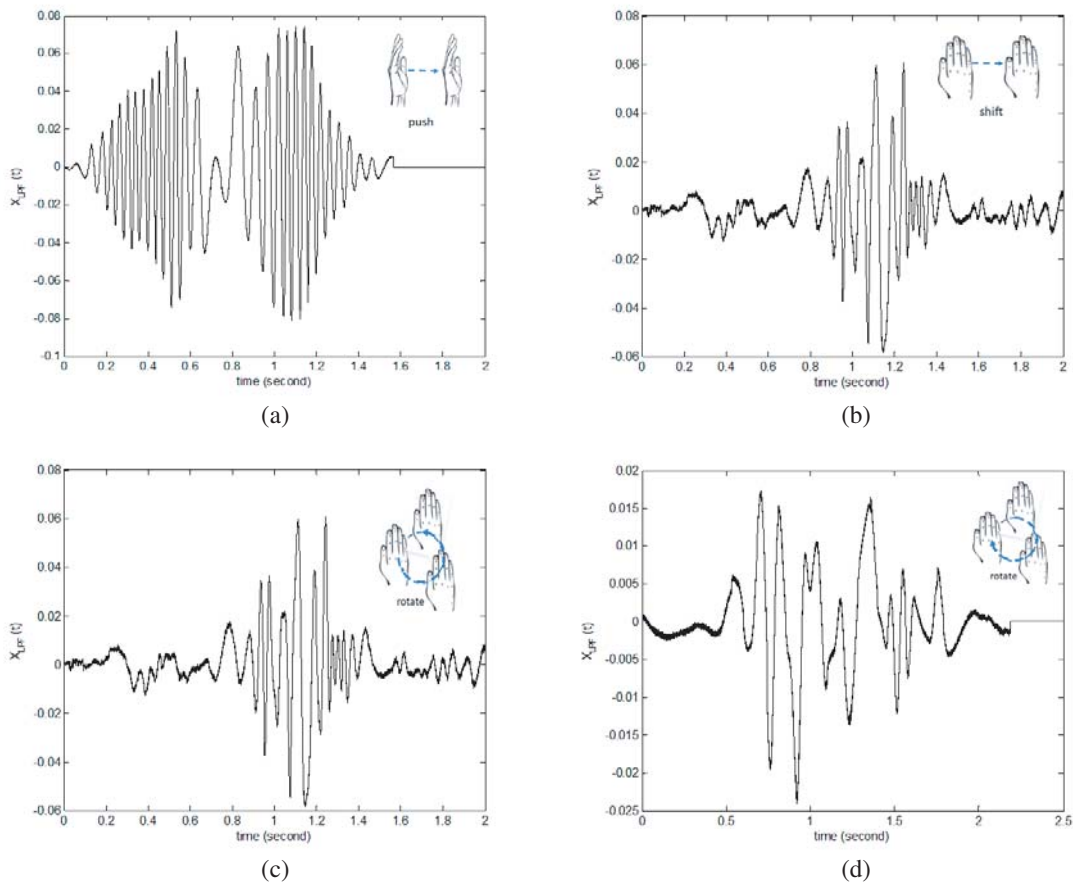 0.08
0.06
0.04
0.02
0
-0.02
-0.04
-0.06
-0.08
-0.1
X_LPF (t)
push
0 0.2 0.4 0.6 0.8 1 1.2 1.4 1.6 1.8 2
time (second)
(a)
0.08
0.06
0.04
0.02
0
-0.02
-0.04
-0.06
X_LPF (t)
shift
0 0.2 0.4 0.6 0.8 1 1.2 1.4 1.6 1.8 2
time (second)
(b)
0.08
0.06
0.04
0.02
0
-0.02
-0.04
-0.06
X_LPF (t)
rotate
0 0.2 0.4 0.6 0.8 1 1.2 1.4 1.6 1.8 2
time (second)
(c)
0.02
0.015
0.01
0.005
0
-0.005
-0.01
-0.015
-0.02
-0.025
X_LPF (t)
rotate
0 0.5 1 1.5 2 2.5
time (second)
(d)